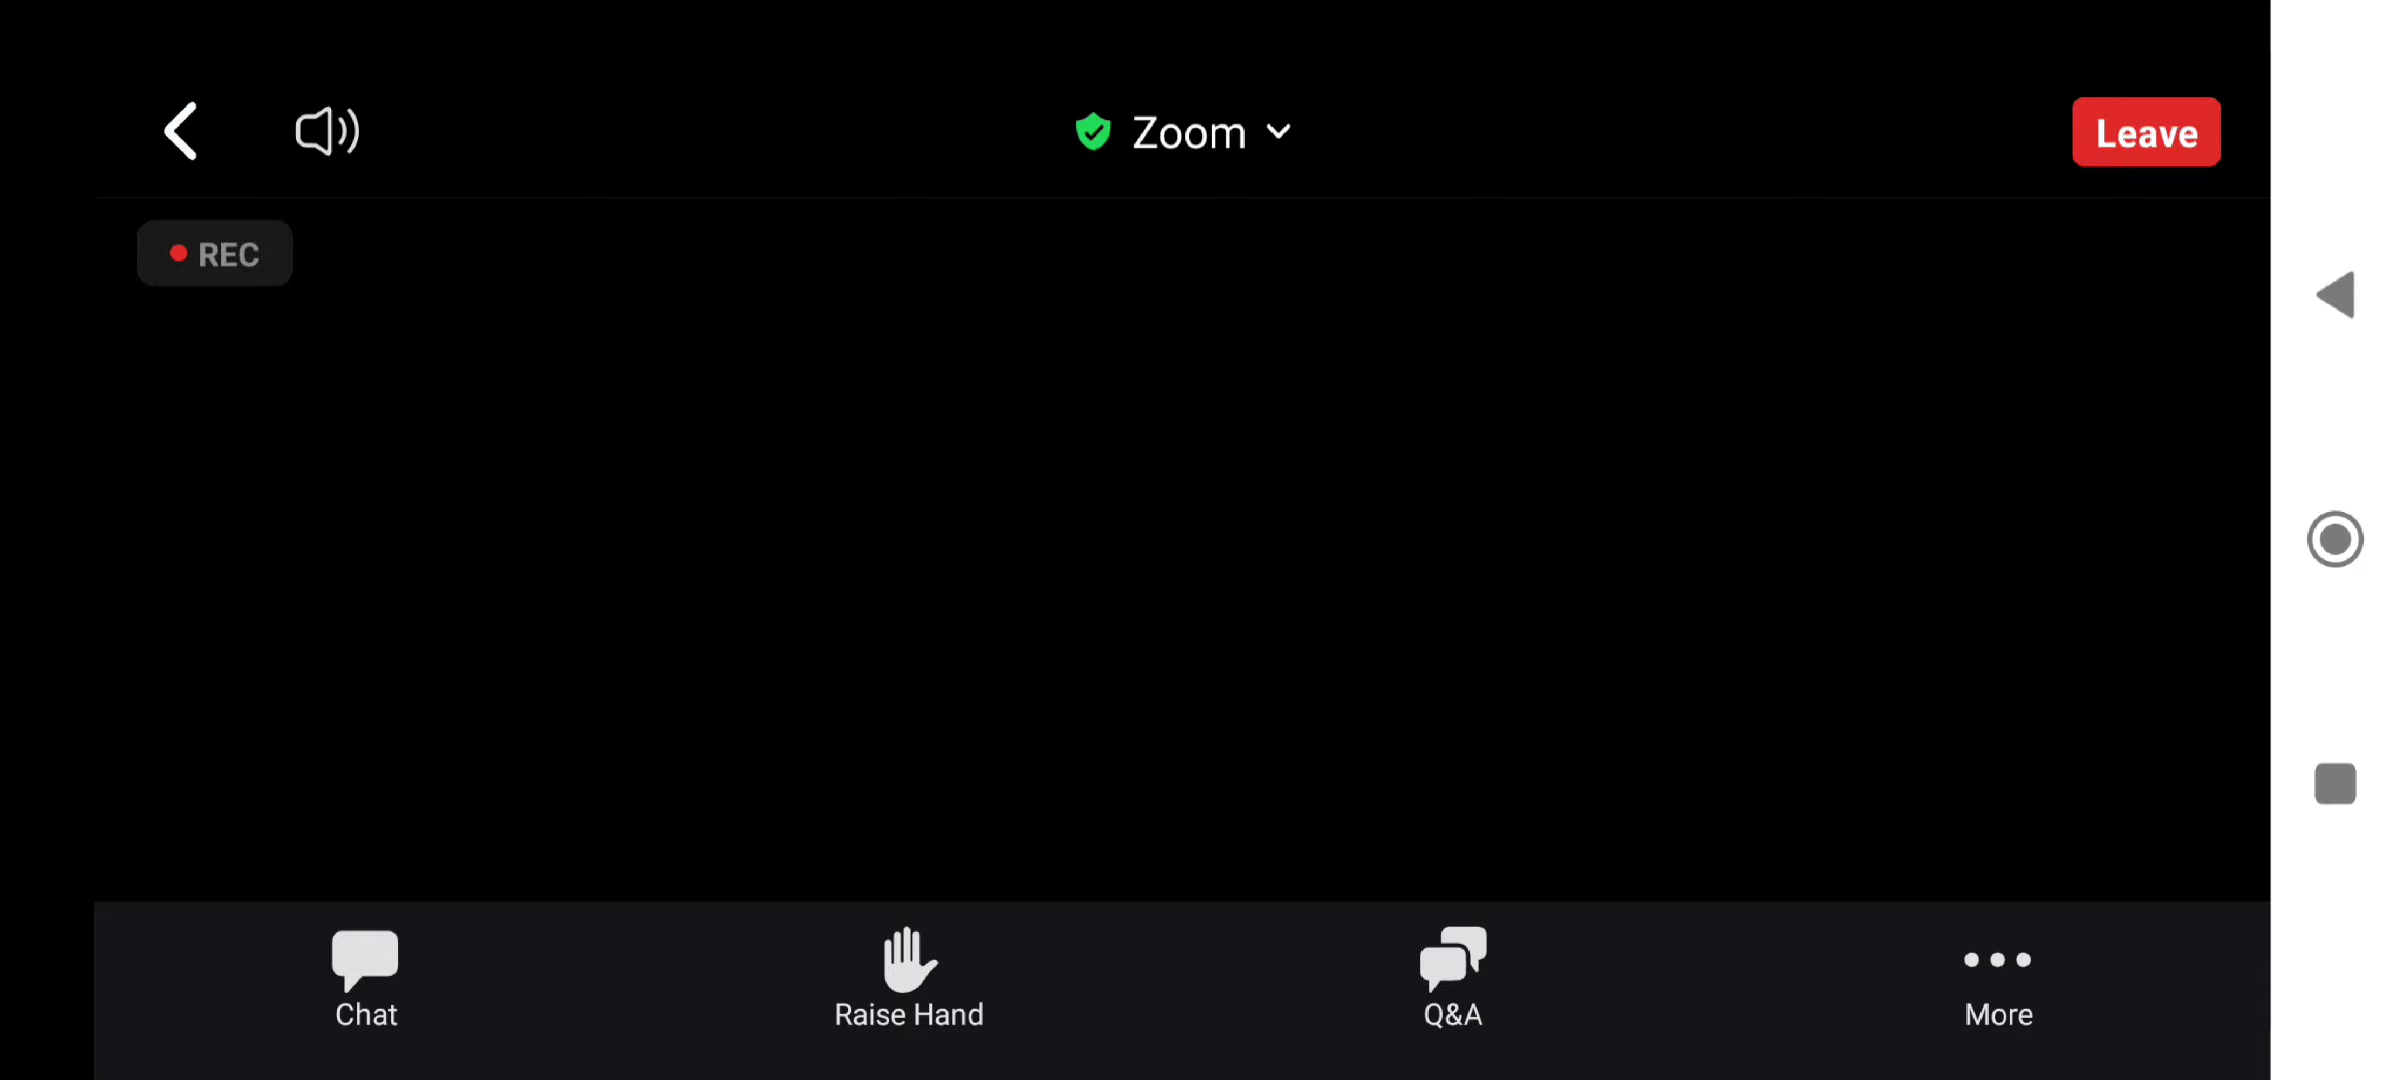 Zoom
Leave
REC
Chat
Raise Hand
Q&A
More